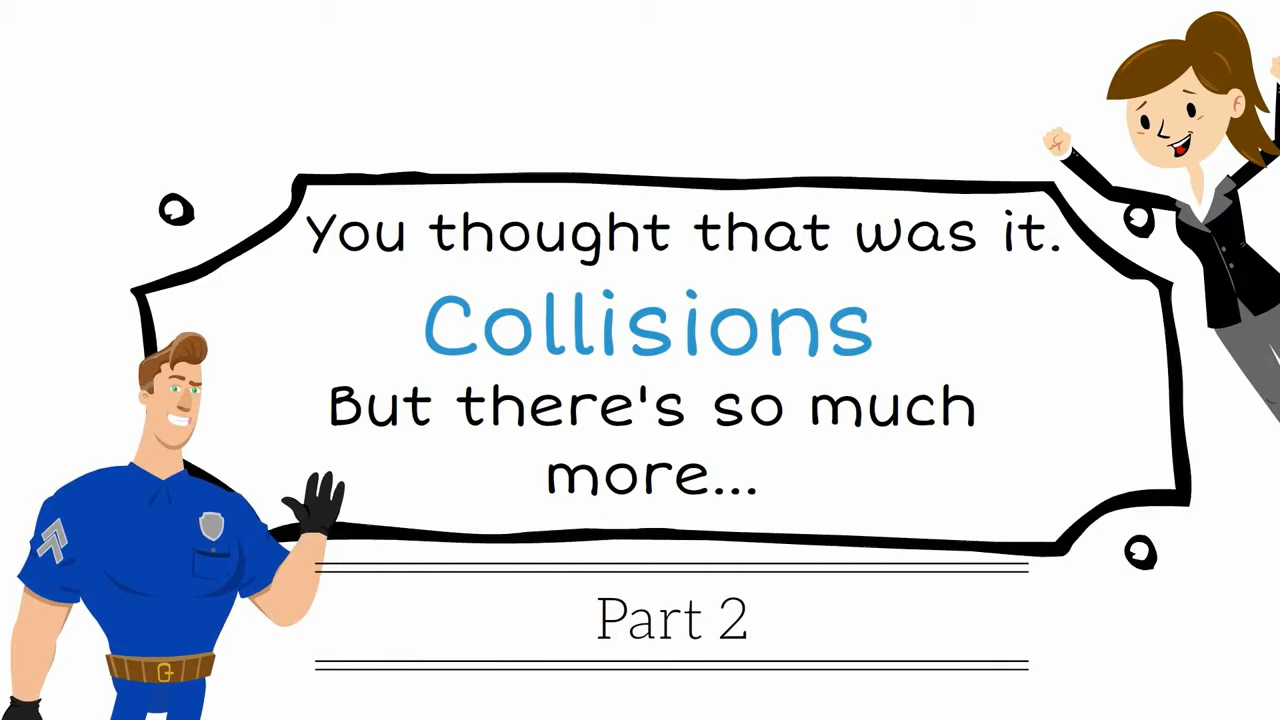 You thought that was it.
Collisions
But there's so much
more...
Part 2